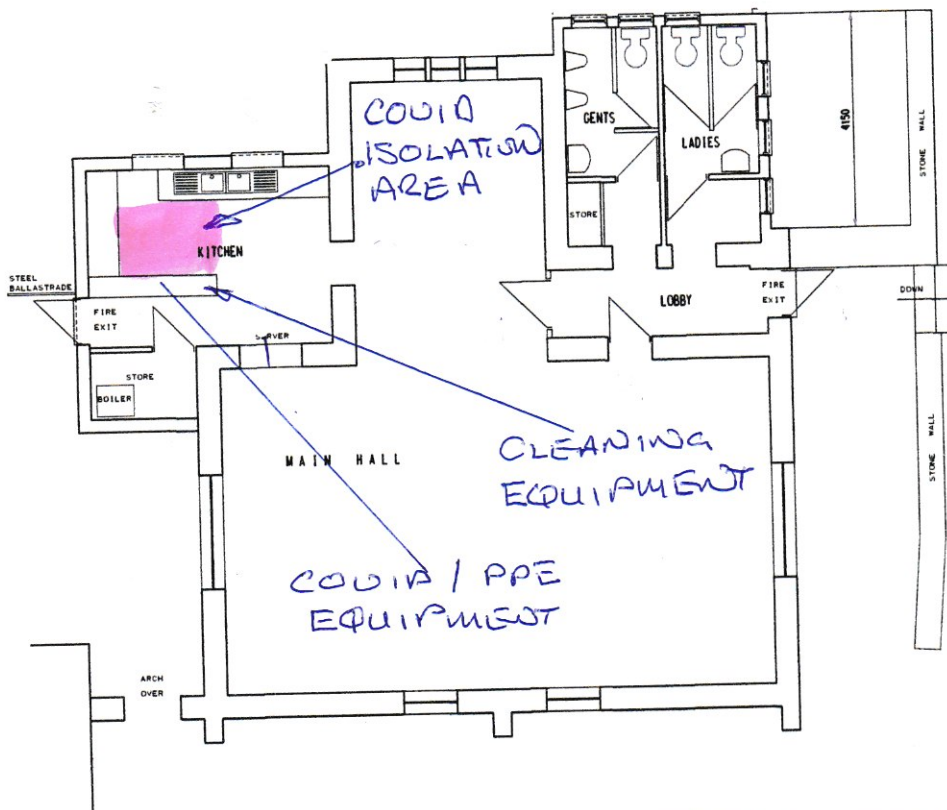 COVID
ISOLATION
AREA
GENTS
LADIES
4150
STONE WALL
STORE
KITCHEN
STEEL
BALLASTRADE
FIRE
EXIT
LOBBY
FIRE
EXIT
DOWN
SERVER
STORE
BOILER
MAIN HALL
CLEANING
EQUIPMENT
STONE WALL
COVID / PPE
EQUIPMENT
ARCH
OVER